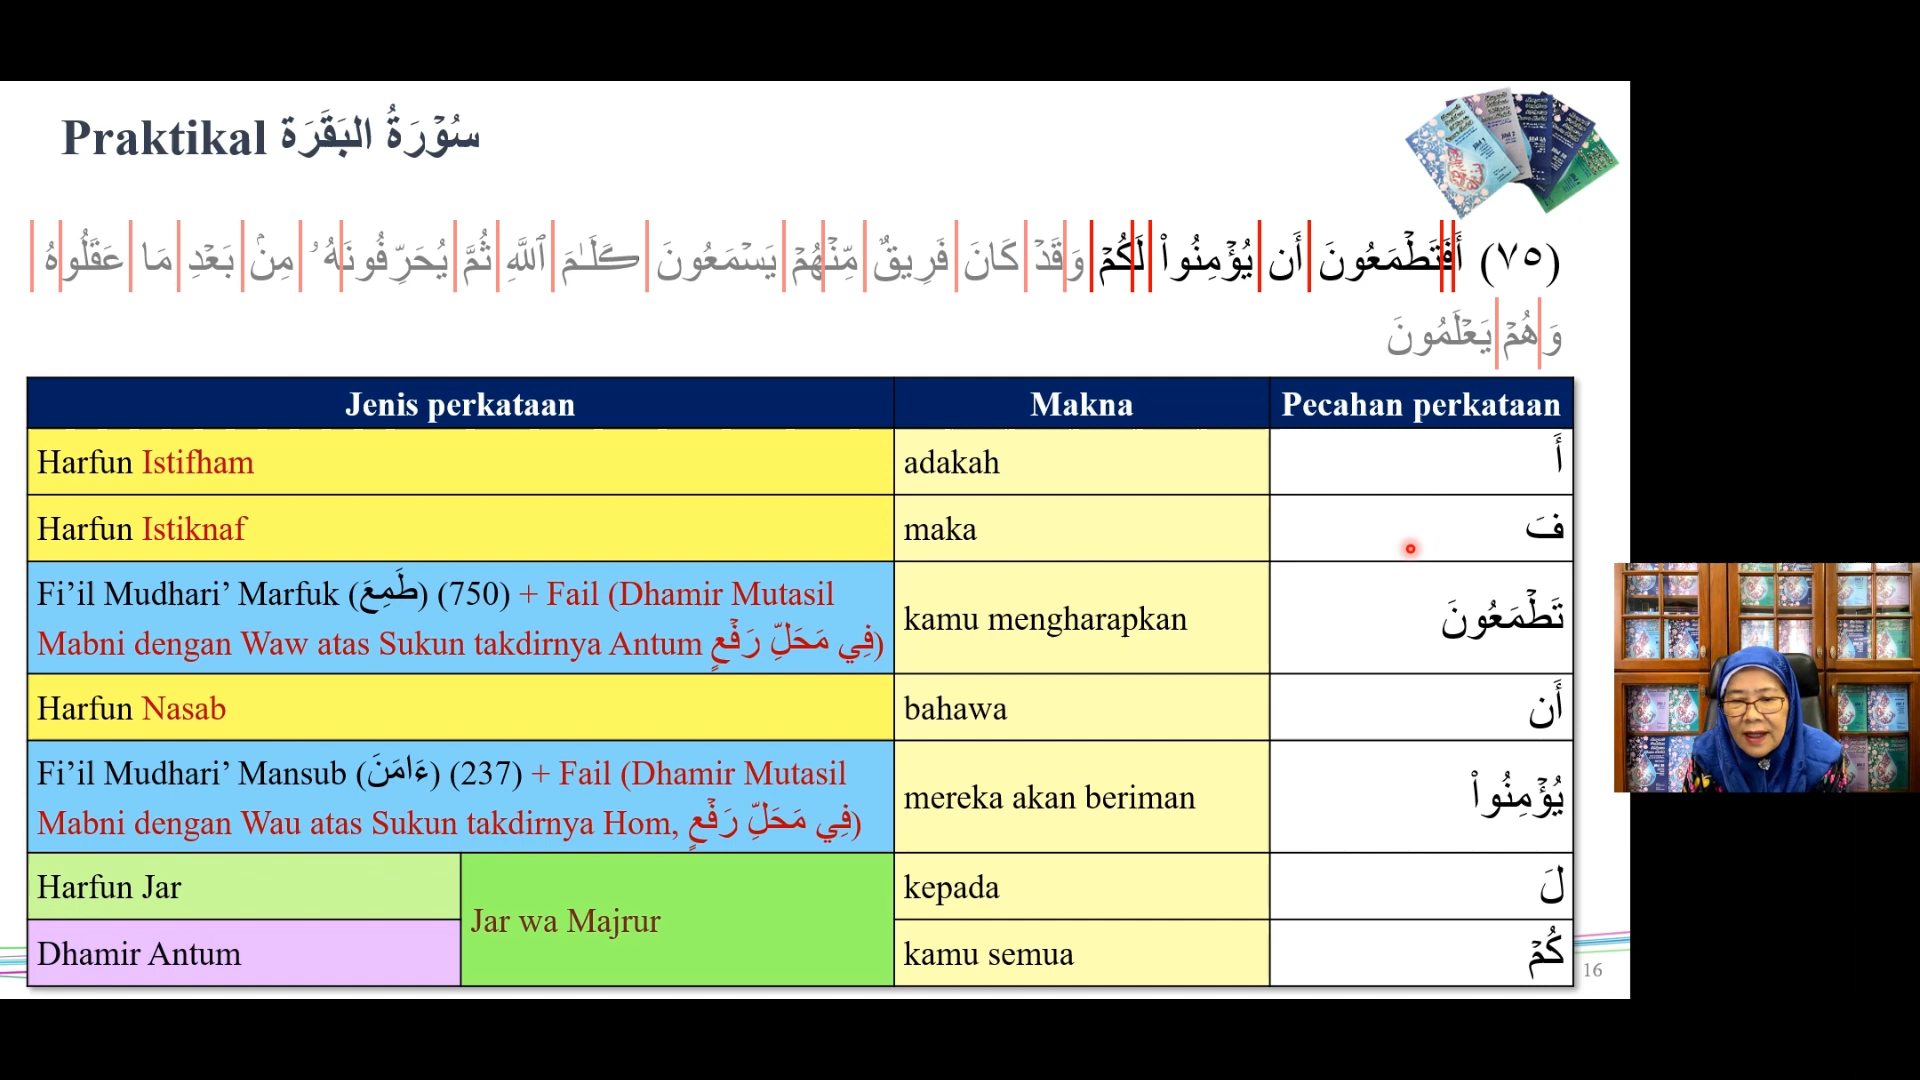 Praktikal سُوْرَةُ البَقَرَة
(٧٥) أَفَتَطْمَعُونَ أَن يُؤْمِنُوا۟ لَكُمْ وَقَدْ كَانَ فَرِيقٌ مِّنْهُمْ يَسْمَعُونَ كَلَـٰمَ ٱللَّهِ ثُمَّ يُحَرِّفُونَهُۥ مِنۢ بَعْدِ مَا عَقَلُوهُ
وَهُمْ يَعْلَمُونَ
Jenis perkataan Makna Pecahan perkataan
Harfun Istifham adakah أَ
Harfun Istiknaf maka فَ
Fi’il Mudhari’ Marfuk (طَمِعَ) (750) + Fail (Dhamir Mutasil
Mabni dengan Waw atas Sukun takdirnya Antum فِي مَحَلِّ رَفْعٍ)
kamu mengharapkan تَطْمَعُونَ
Harfun Nasab bahawa أَن
Fi’il Mudhari’ Mansub (ءَامَنَ) (237) + Fail (Dhamir Mutasil
Mabni dengan Wau atas Sukun takdirnya Hom, فِي مَحَلِّ رَفْعٍ)
mereka akan beriman يُؤْمِنُوا۟
Harfun Jar kepada لَ
Jar wa Majrur
Dhamir Antum kamu semua كُمْ
16